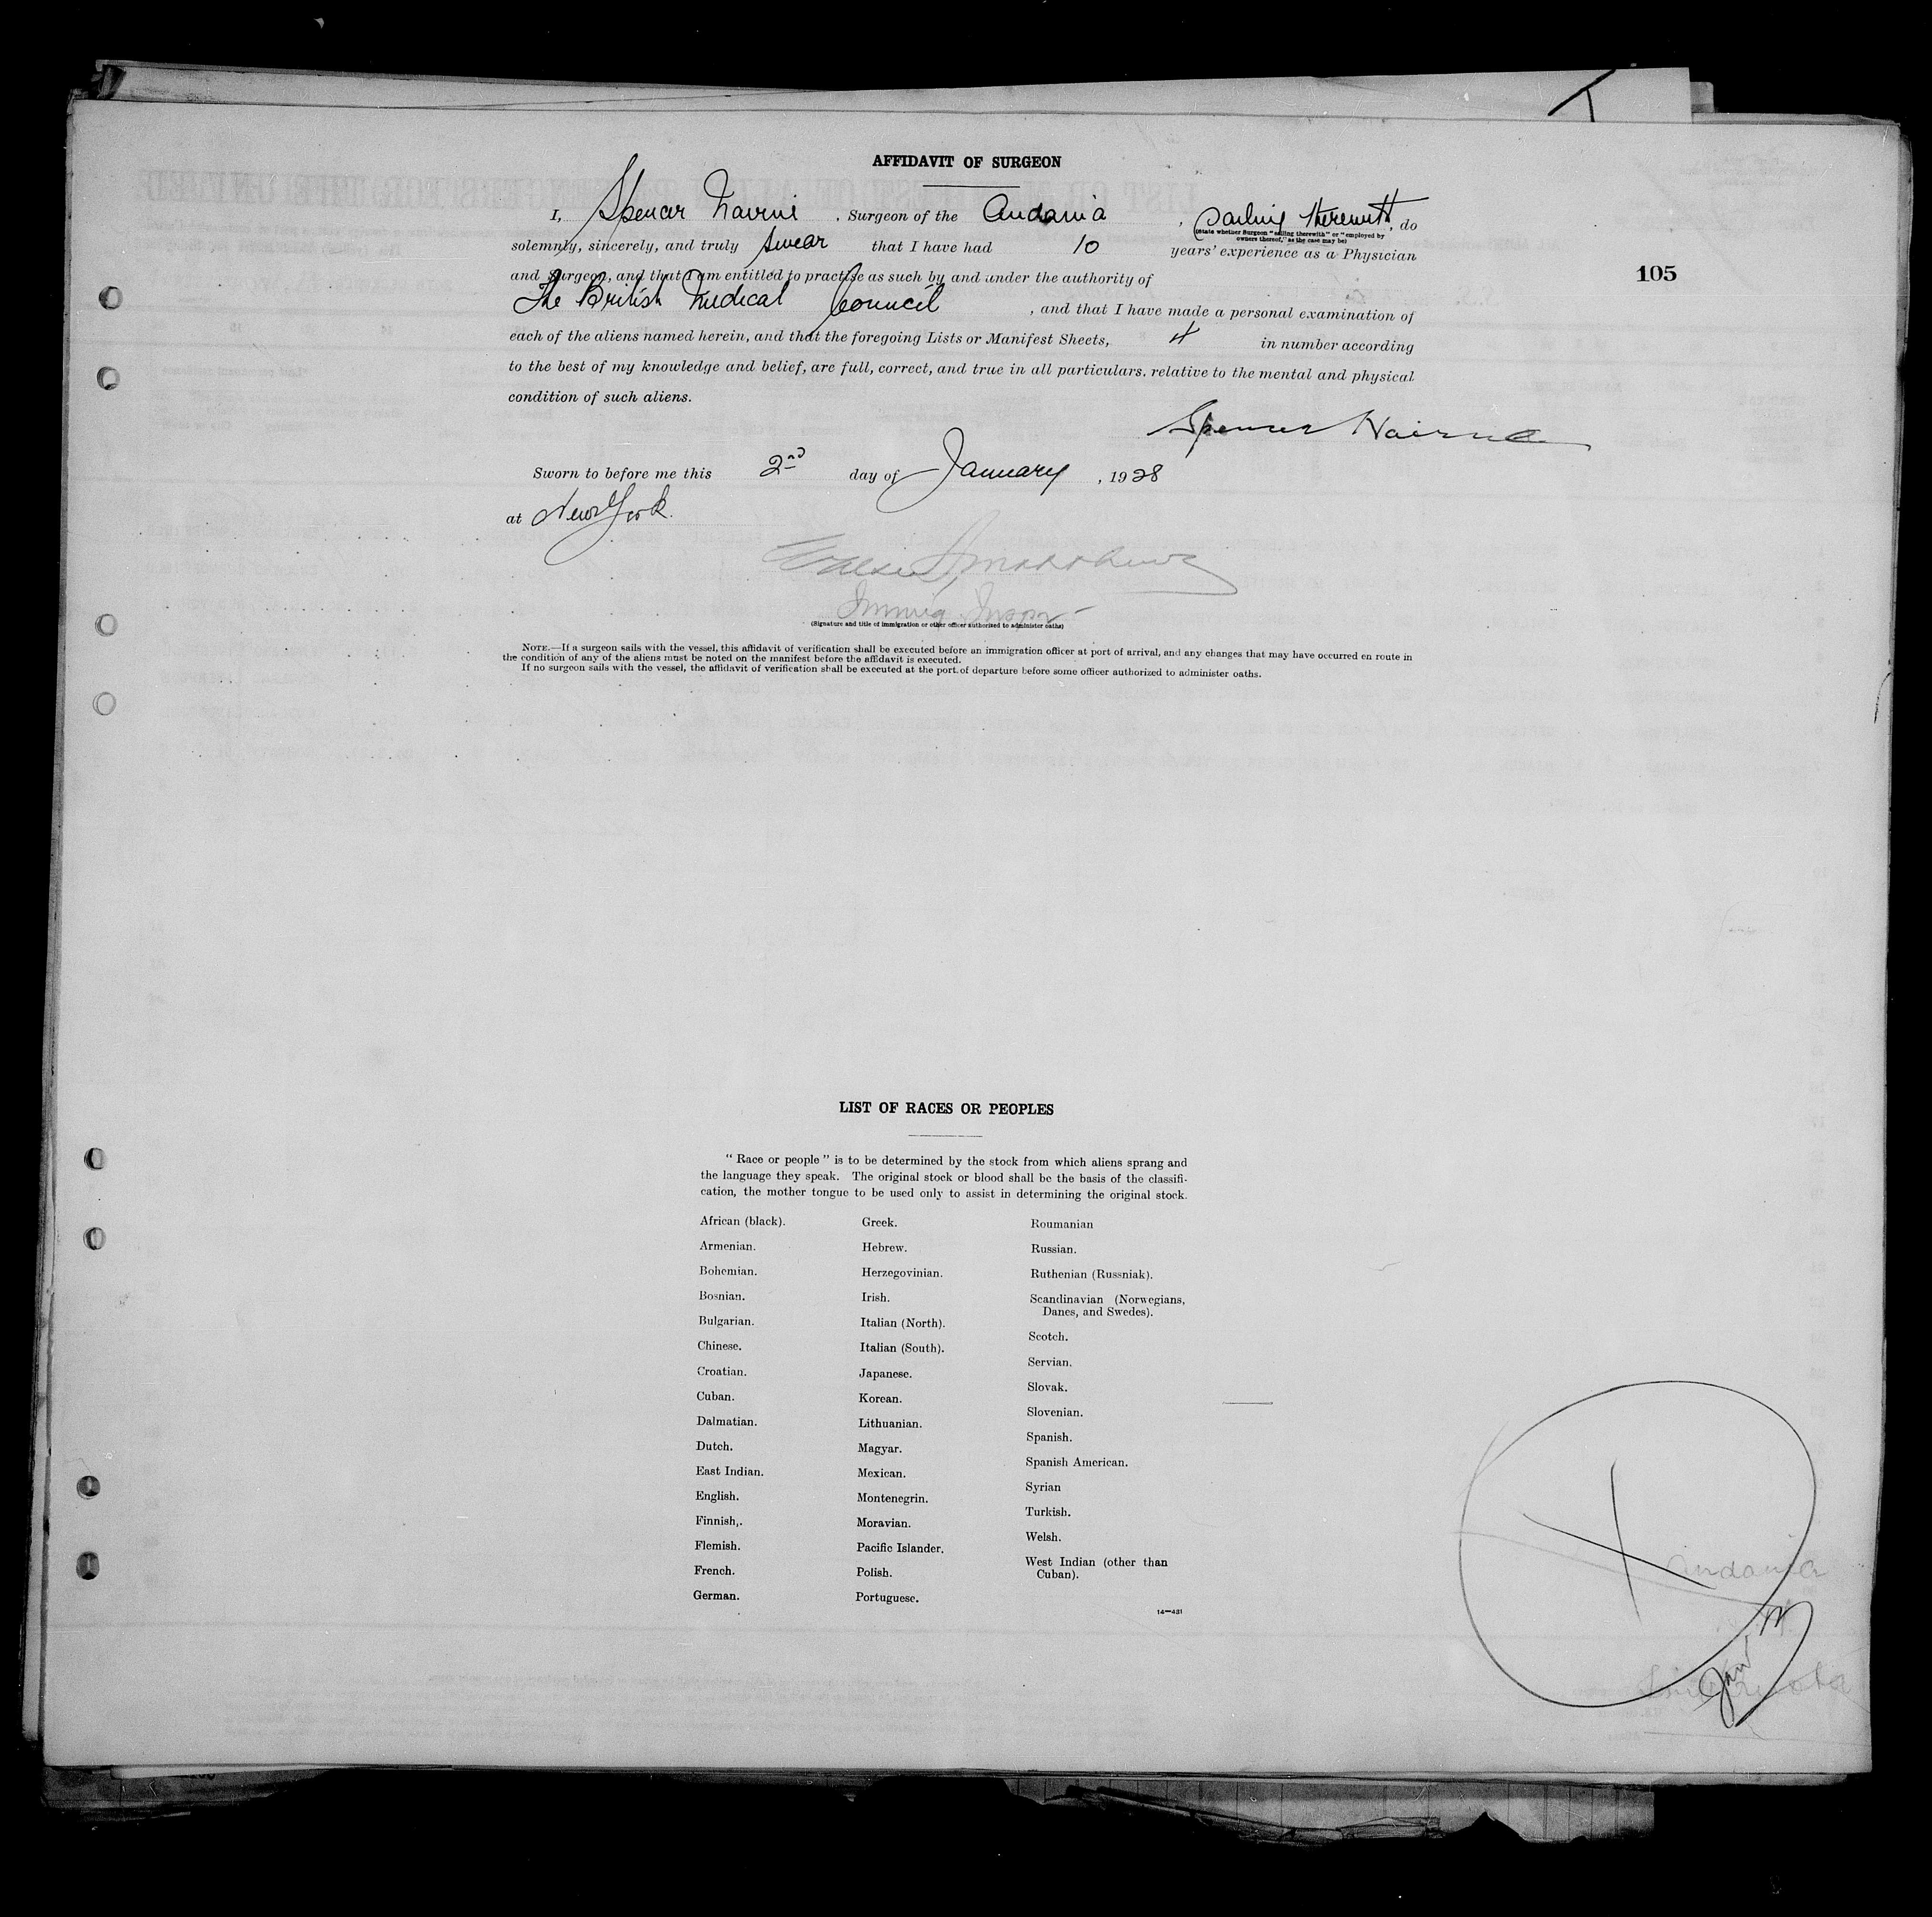 AFFIDAVIT OF SURGEON
I, Spencer Nairne, Surgeon of the Andania, Sailing therewith, do
(State whether Surgeon "sailing therewith" or "employed by
owners thereof," as the case may be)
solemnly, sincerely, and truly swear that I have had 10 years' experience as a Physician
and Surgeon, and that I am entitled to practise as such by and under the authority of
The British Medical Council, and that I have made a personal examination of
each of the aliens named herein, and that the foregoing Lists or Manifest Sheets, 4 in number according
to the best of my knowledge and belief, are full, correct, and true in all particulars, relative to the mental and physical
condition of such aliens.
Spencer Nairne
Sworn to before me this 2nd day of January, 1928
at New York.
Immig Inspr
(Signature and title of immigration or other officer authorized to administer oaths)
NOTE.—If a surgeon sails with the vessel, this affidavit of verification shall be executed before an immigration officer at port of arrival, and any changes that may have occurred en route in
the condition of any of the aliens must be noted on the manifest before the affidavit is executed.
If no surgeon sails with the vessel, the affidavit of verification shall be executed at the port of departure before some officer authorized to administer oaths.
105
LIST OF RACES OR PEOPLES
"Race or people" is to be determined by the stock from which aliens sprang and
the language they speak. The original stock or blood shall be the basis of the classifi-
cation, the mother tongue to be used only to assist in determining the original stock.
African (black).
Armenian.
Bohemian.
Bosnian.
Bulgarian.
Chinese.
Croatian.
Cuban.
Dalmatian.
Dutch.
East Indian.
English.
Finnish,.
Flemish.
French.
German.
Greek.
Hebrew.
Herzegovinian.
Irish.
Italian (North).
Italian (South).
Japanese.
Korean.
Lithuanian.
Magyar.
Mexican.
Montenegrin.
Moravian.
Pacific Islander.
Polish.
Portuguese.
Roumanian
Russian.
Ruthenian (Russniak).
Scandinavian (Norwegians,
Danes, and Swedes).
Scotch.
Servian.
Slovak.
Slovenian.
Spanish.
Spanish American.
Syrian
Turkish.
Welsh.
West Indian (other than
Cuban).
14—431
Andania
Jan